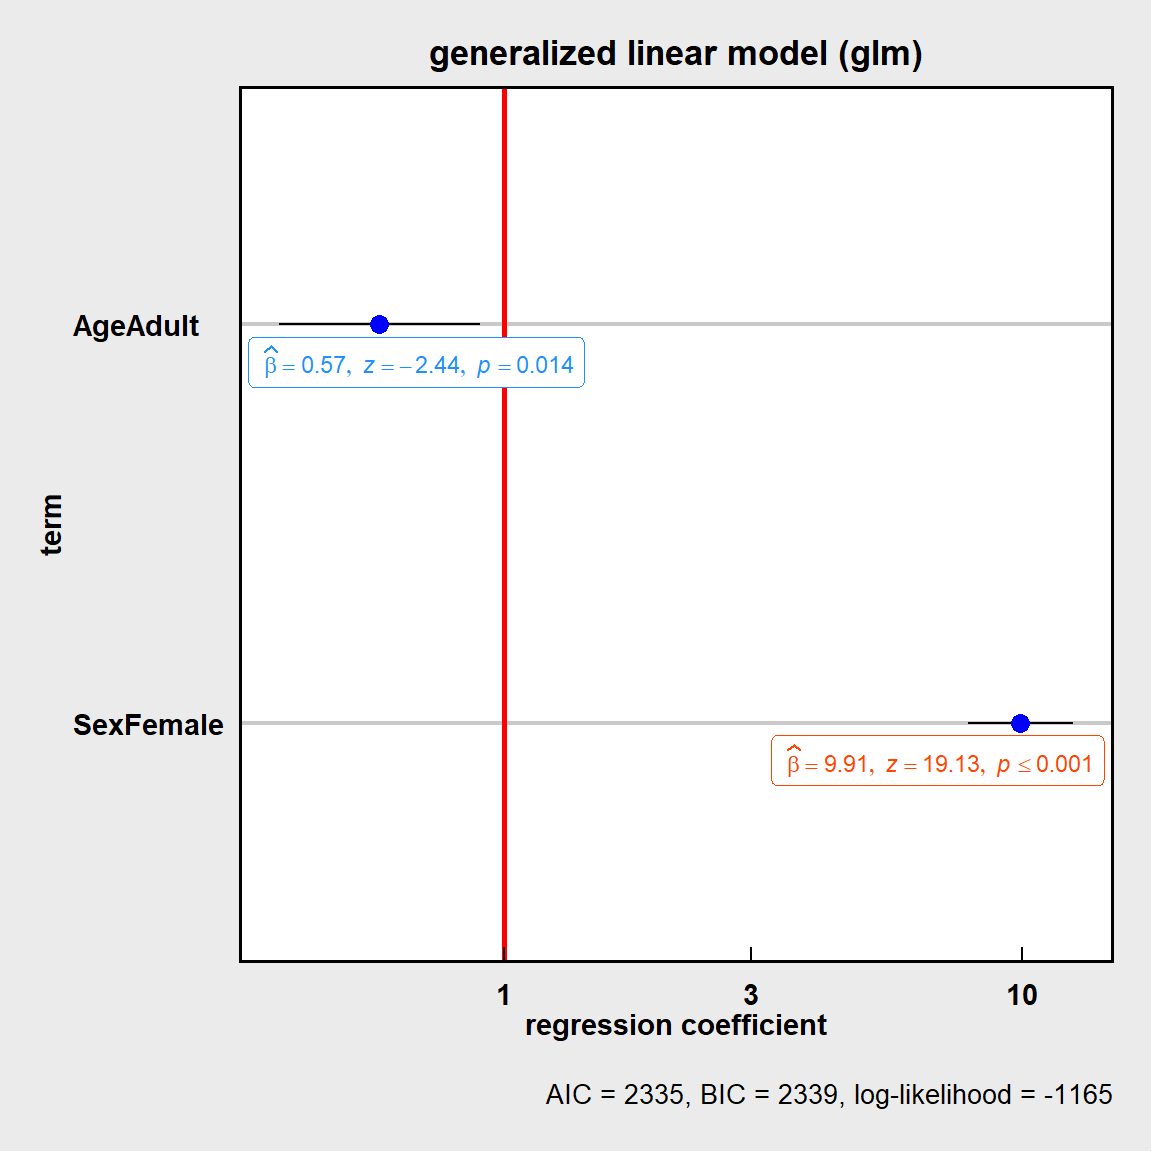 generalized linear model (glm)
AgeAdult
β̂ = 0.57, z = −2.44, p = 0.014
term
SexFemale
β̂ = 9.91, z = 19.13, p ≤ 0.001
1 3 10
regression coefficient
AIC = 2335, BIC = 2339, log-likelihood = -1165